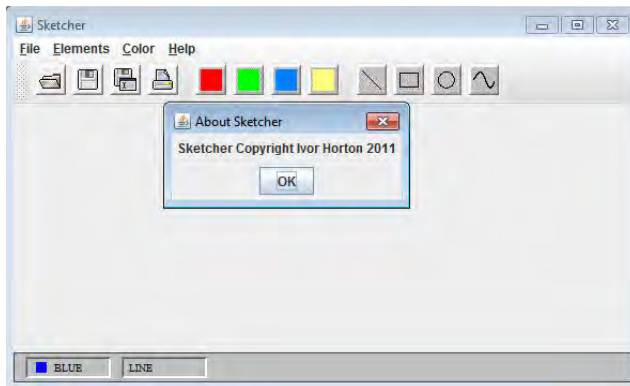 Sketcher
File Elements Color Help
About Sketcher
Sketcher Copyright Ivor Horton 2011
OK
BLUE LINE